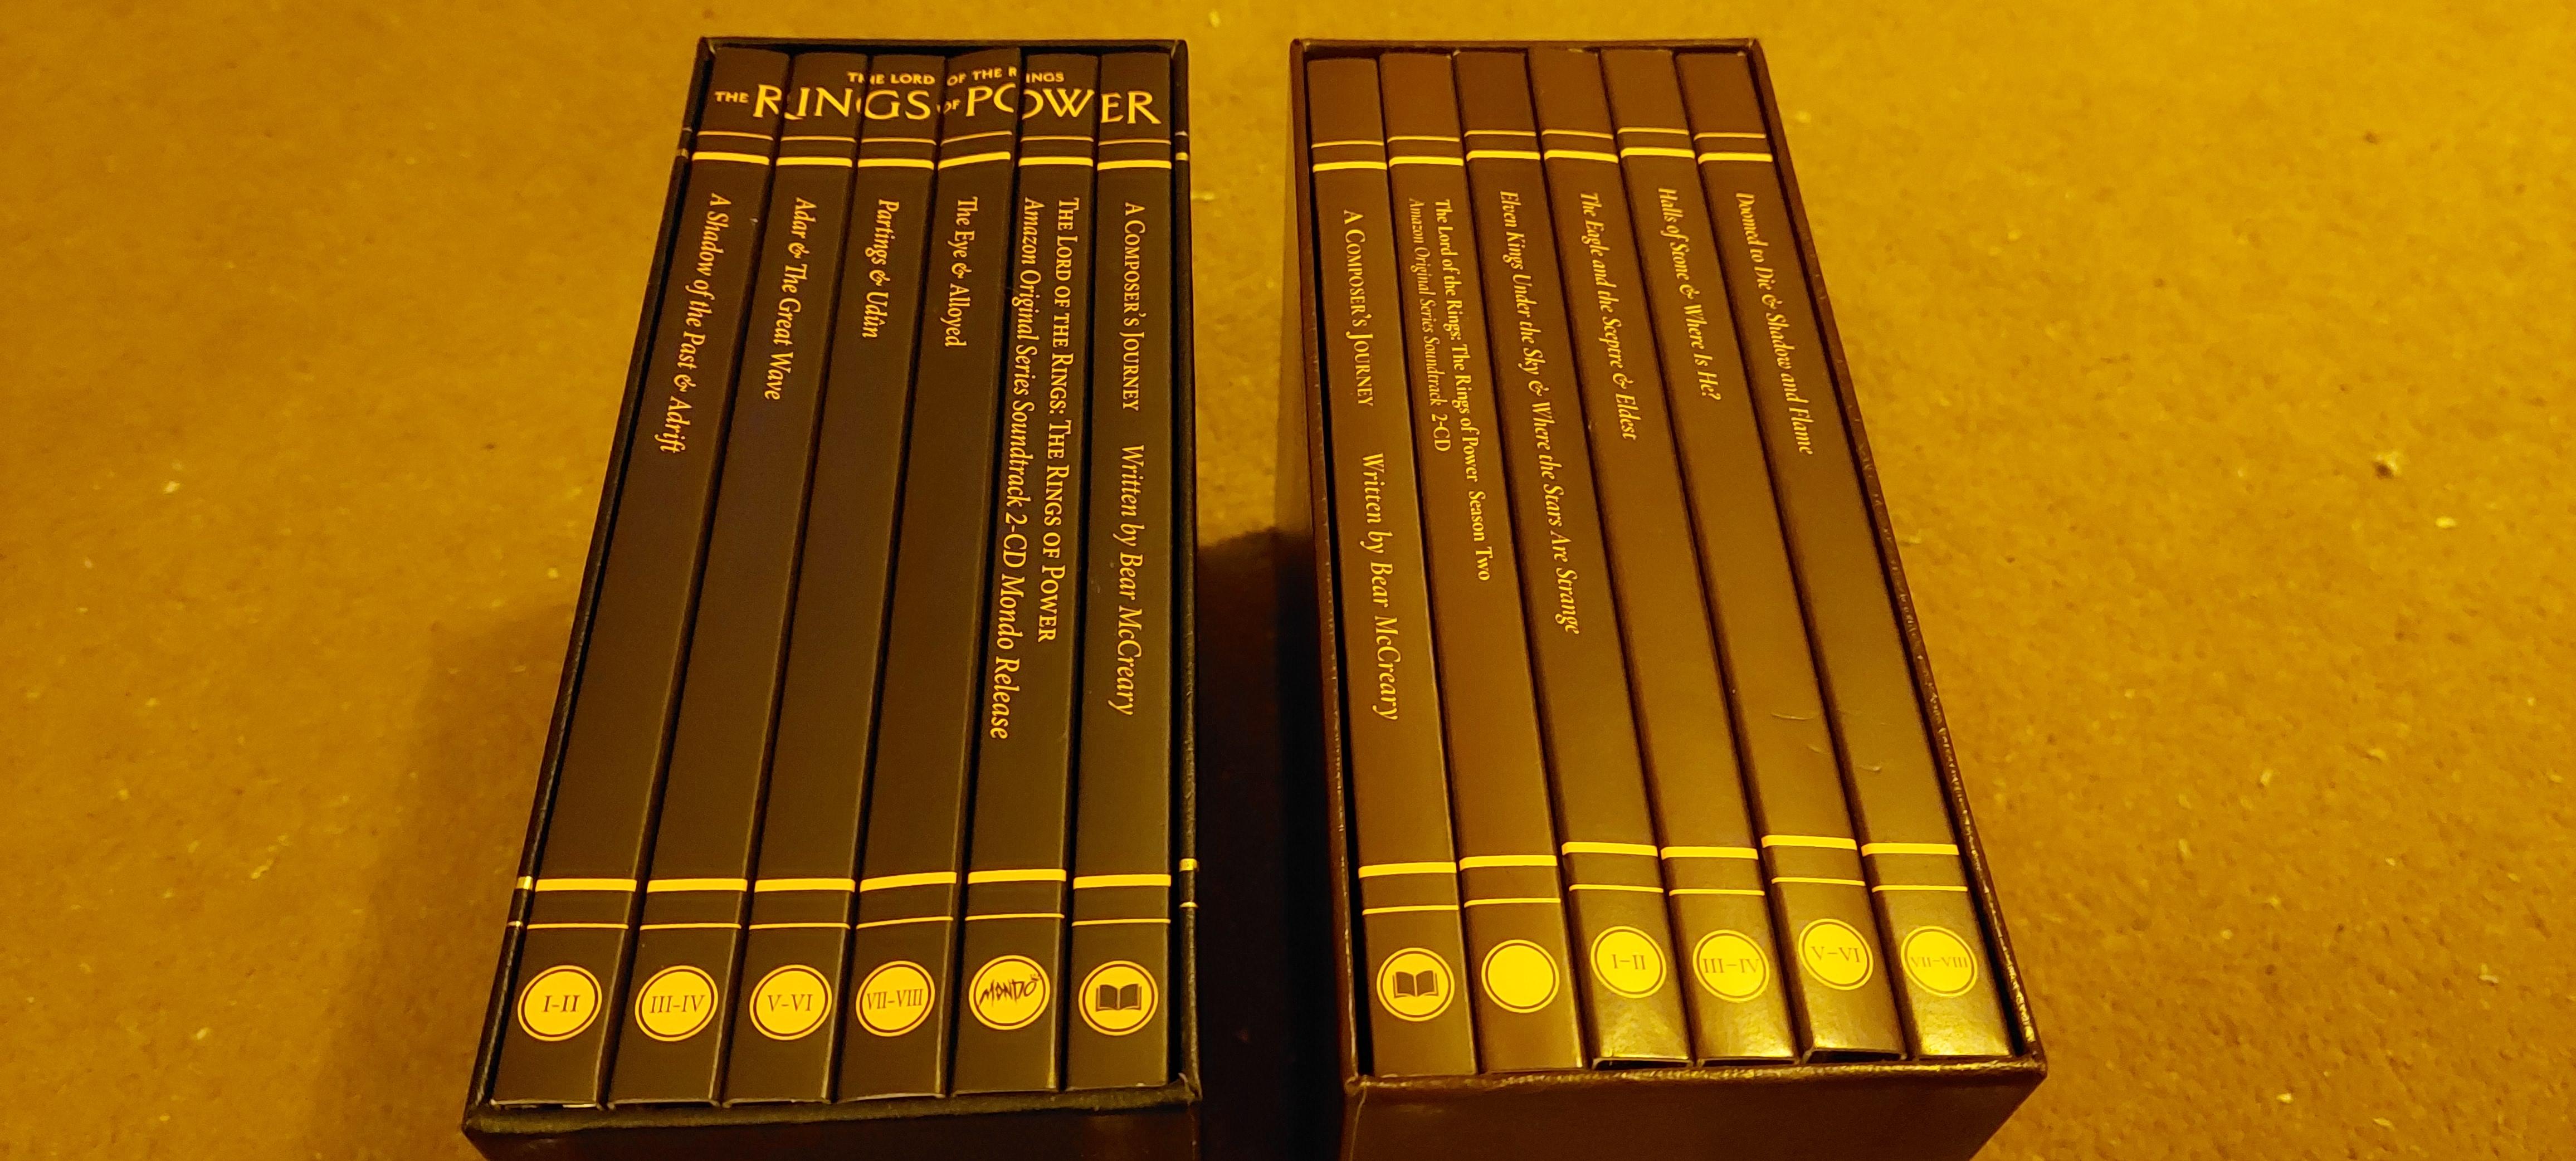 THE LORD OF THE RINGS
THE RINGS OF POWER
A Shadow of the Past & Adrift
I-II
Adar & The Great Wave
III-IV
Partings & Udûn
V-VI
The Eye & Alloyed
VII-VIII
The Lord of the Rings: The Rings of Power
Amazon Original Series Soundtrack 2-CD Mondo Release
MONDO
A Composer's Journey Written by Bear McCreary
A Composer's Journey Written by Bear McCreary
The Lord of the Rings: The Rings of Power Season Two
Amazon Original Series Soundtrack 2-CD
Elven Kings Under the Sky & Where the Stars Are Strange
I-II
The Eagle and the Sceptre & Eldest
III-IV
Halls of Stone & Where Is He?
V-VI
Doomed to Die & Shadow and Flame
VII-VIII